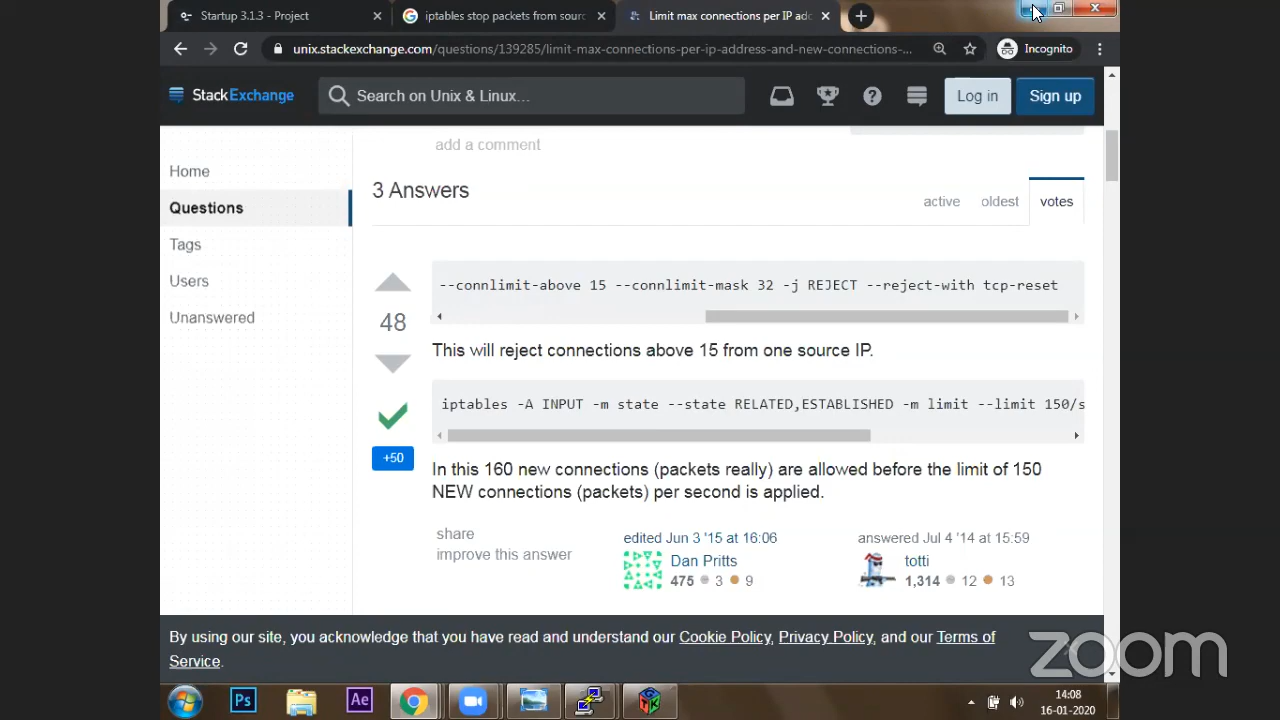 Startup 3.1.3 - Project
iptables stop packets from sourc
Limit max connections per IP add
unix.stackexchange.com/questions/139285/limit-max-connections-per-ip-address-and-new-connections-...
Incognito
StackExchange
Search on Unix & Linux...
Log in
Sign up
add a comment
Home
Questions
Tags
Users
Unanswered
3 Answers
active
oldest
votes
48
+50
--connlimit-above 15 --connlimit-mask 32 -j REJECT --reject-with tcp-reset
This will reject connections above 15 from one source IP.
iptables -A INPUT -m state --state RELATED,ESTABLISHED -m limit --limit 150/s
In this 160 new connections (packets really) are allowed before the limit of 150
NEW connections (packets) per second is applied.
share
improve this answer
edited Jun 3 '15 at 16:06
Dan Pritts
475 3 9
answered Jul 4 '14 at 15:59
totti
1,314 12 13
By using our site, you acknowledge that you have read and understand our Cookie Policy, Privacy Policy, and our Terms of
Service.
zoom
Ps
Ae
14:08
16-01-2020